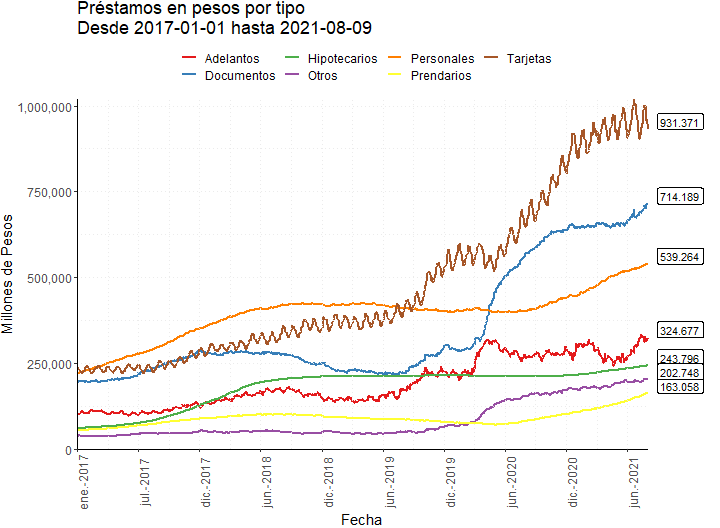 Préstamos en pesos por tipo
Desde 2017-01-01 hasta 2021-08-09
Adelantos Hipotecarios Personales Tarjetas
Documentos Otros Prendarios
Millones de Pesos
1,000,000
750,000
500,000
250,000
0
931.371
714.189
539.264
324.677
243.796
202.748
163.058
ene.-2017
jul.-2017
dic.-2017
jun.-2018
dic.-2018
jun.-2019
dic.-2019
jun.-2020
dic.-2020
jun.-2021
Fecha